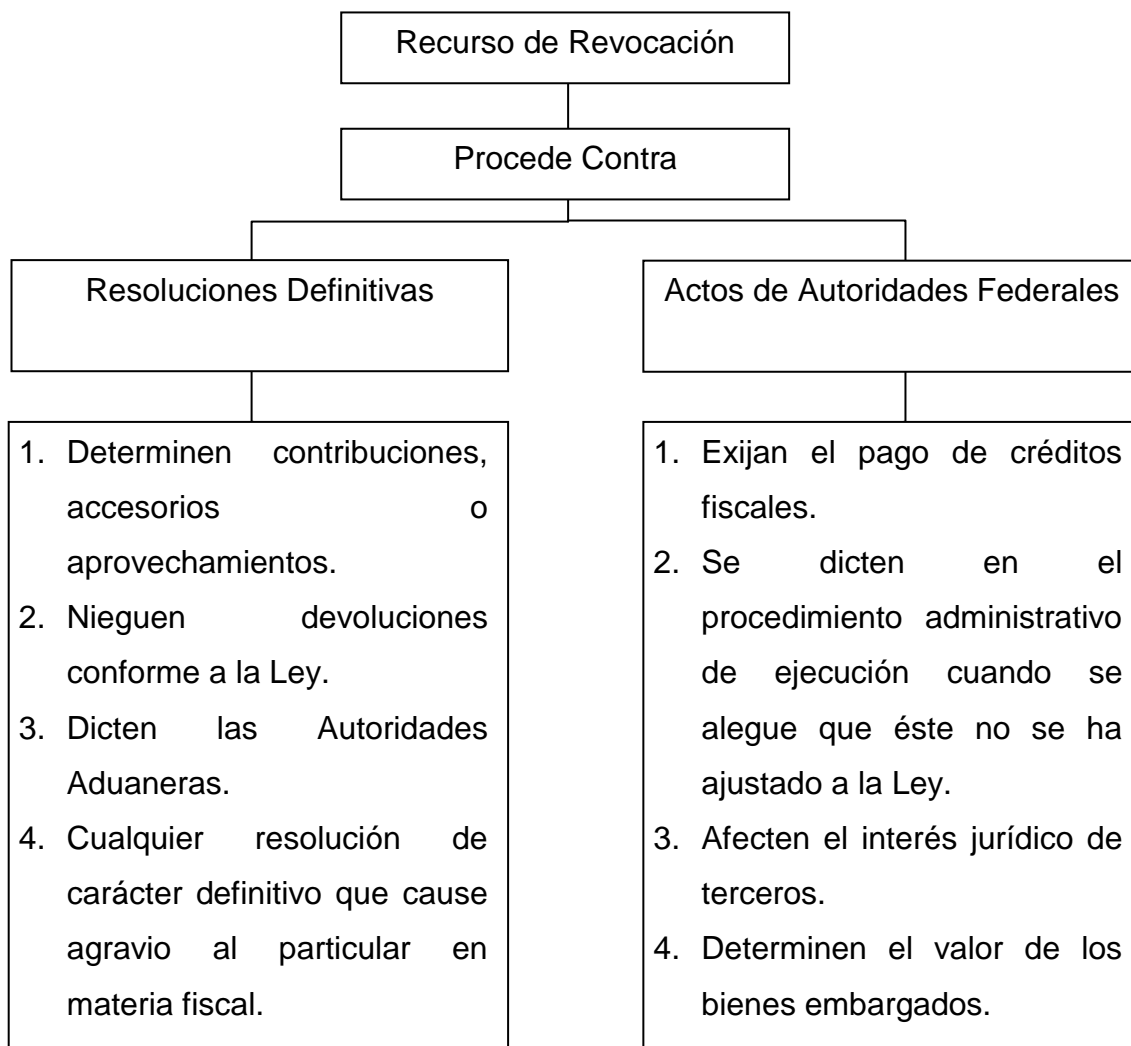 Recurso de Revocación
Procede Contra
Resoluciones Definitivas
Actos de Autoridades Federales
1. Determinen contribuciones,
accesorios o
aprovechamientos.
2. Nieguen devoluciones
conforme a la Ley.
3. Dicten las Autoridades
Aduaneras.
4. Cualquier resolución de
carácter definitivo que cause
agravio al particular en
materia fiscal.
1. Exijan el pago de créditos
fiscales.
2. Se dicten en el
procedimiento administrativo
de ejecución cuando se
alegue que éste no se ha
ajustado a la Ley.
3. Afecten el interés jurídico de
terceros.
4. Determinen el valor de los
bienes embargados.